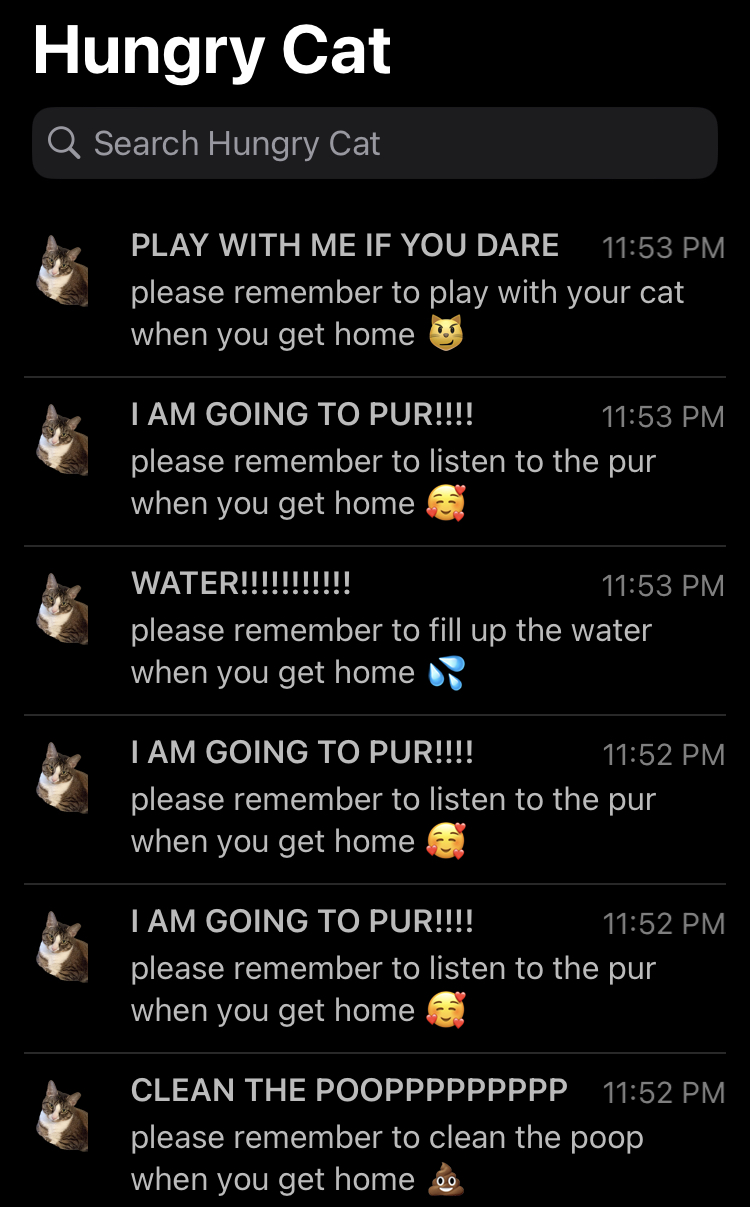 Hungry Cat
Search Hungry Cat
PLAY WITH ME IF YOU DARE 11:53 PM
please remember to play with your cat
when you get home 😼
I AM GOING TO PUR!!!! 11:53 PM
please remember to listen to the pur
when you get home 🥰
WATER!!!!!!!!!!! 11:53 PM
please remember to fill up the water
when you get home 💦
I AM GOING TO PUR!!!! 11:52 PM
please remember to listen to the pur
when you get home 🥰
I AM GOING TO PUR!!!! 11:52 PM
please remember to listen to the pur
when you get home 🥰
CLEAN THE POOPPPPPPPPP 11:52 PM
please remember to clean the poop
when you get home 💩